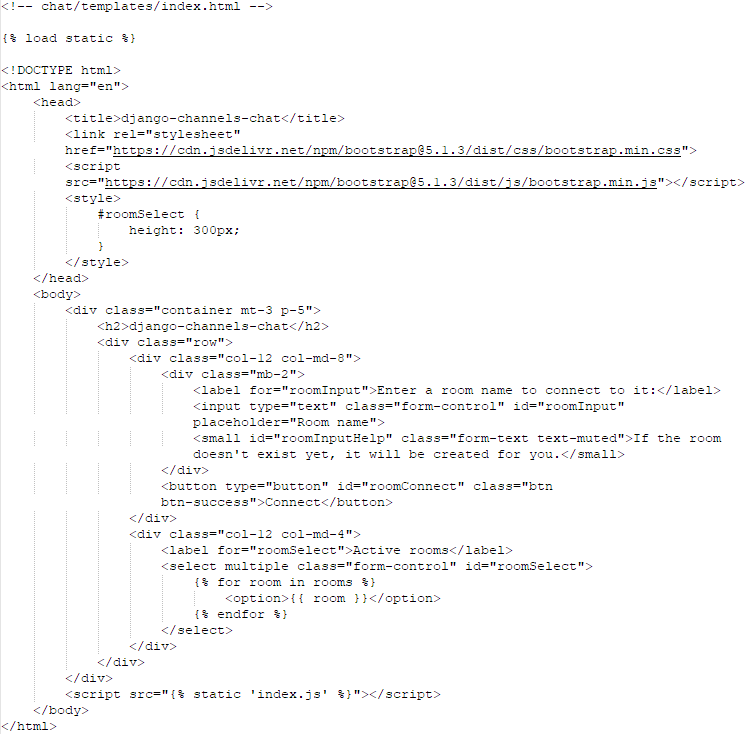 <!-- chat/templates/index.html -->

{% load static %}

<!DOCTYPE html>
<html lang="en">
    <head>
        <title>django-channels-chat</title>
        <link rel="stylesheet"
        href="https://cdn.jsdelivr.net/npm/bootstrap@5.1.3/dist/css/bootstrap.min.css">
        <script
        src="https://cdn.jsdelivr.net/npm/bootstrap@5.1.3/dist/js/bootstrap.min.js"></script>
        <style>
            #roomSelect {
                height: 300px;
            }
        </style>
    </head>
    <body>
        <div class="container mt-3 p-5">
            <h2>django-channels-chat</h2>
            <div class="row">
                <div class="col-12 col-md-8">
                    <div class="mb-2">
                        <label for="roomInput">Enter a room name to connect to it:</label>
                        <input type="text" class="form-control" id="roomInput"
                        placeholder="Room name">
                        <small id="roomInputHelp" class="form-text text-muted">If the room
                        doesn't exist yet, it will be created for you.</small>
                    </div>
                    <button type="button" id="roomConnect" class="btn
                    btn-success">Connect</button>
                </div>
                <div class="col-12 col-md-4">
                    <label for="roomSelect">Active rooms</label>
                    <select multiple class="form-control" id="roomSelect">
                        {% for room in rooms %}
                            <option>{{ room }}</option>
                        {% endfor %}
                    </select>
                </div>
            </div>
        </div>
        <script src="{% static 'index.js' %}"></script>
    </body>
</html>